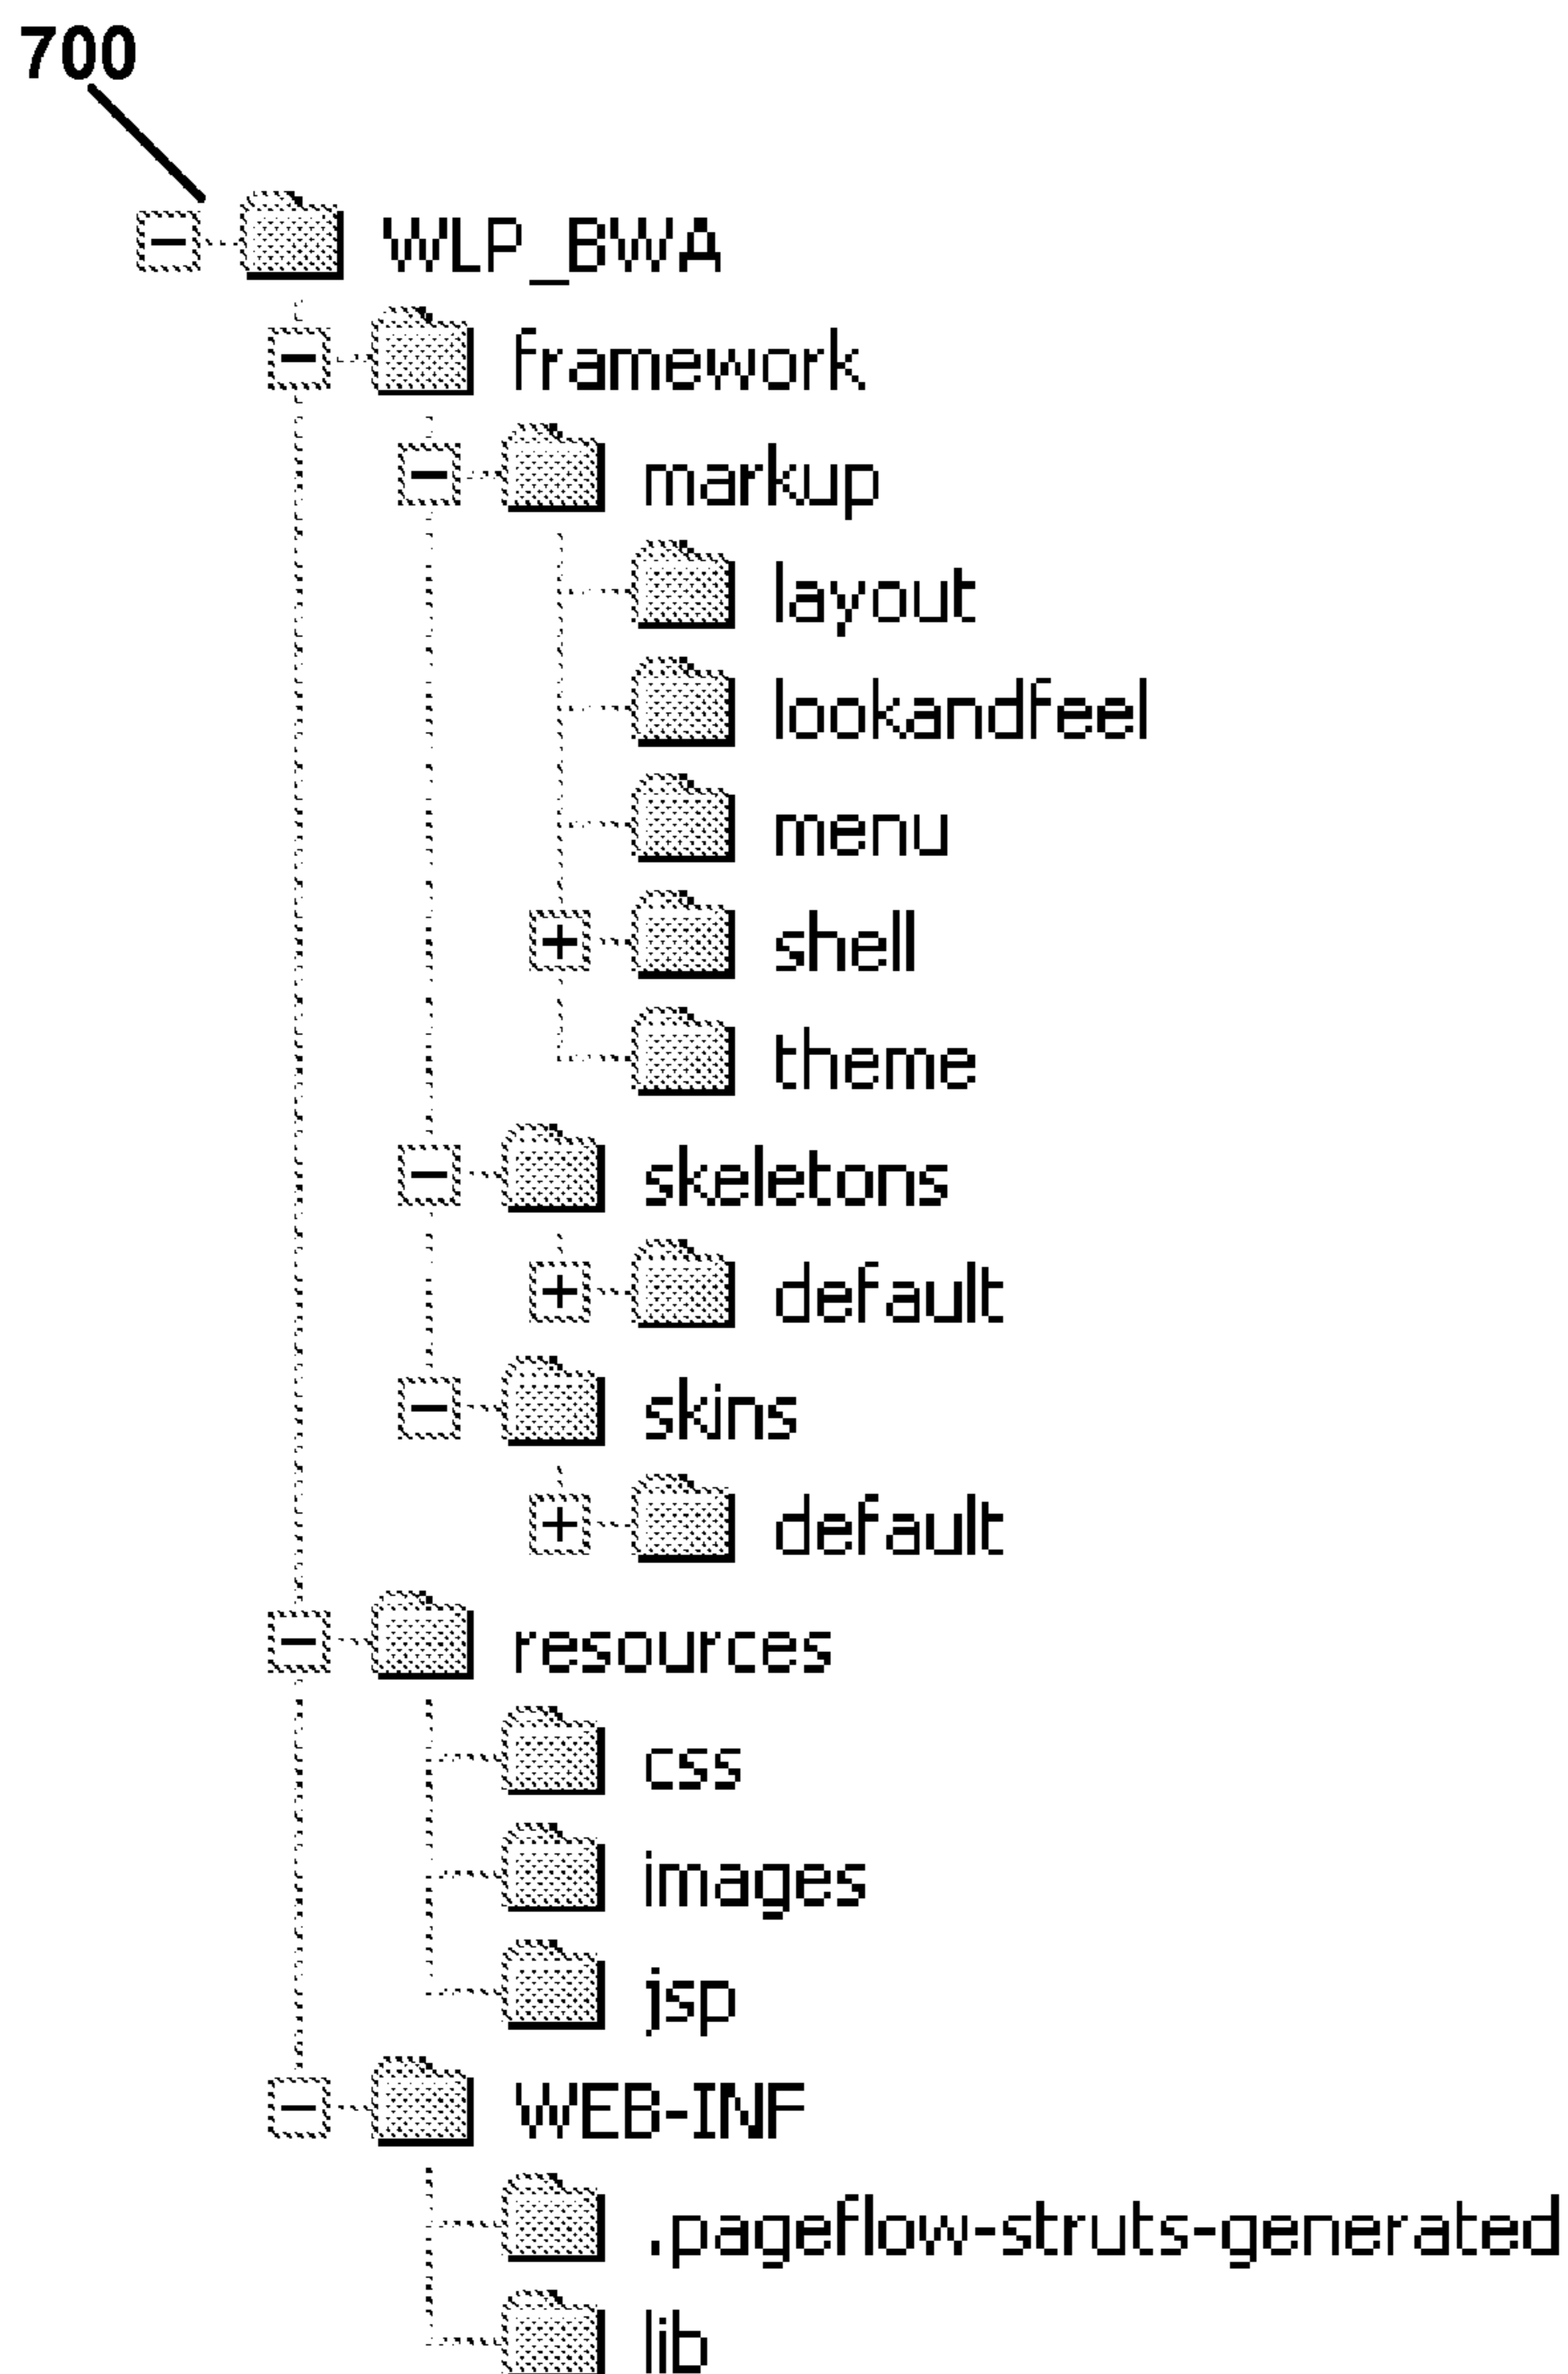 700
WLP_BWA
framework
markup
layout
lookandfeel
menu
shell
theme
skeletons
default
skins
default
resources
css
images
jsp
WEB-INF
.pageflow-struts-generated
lib